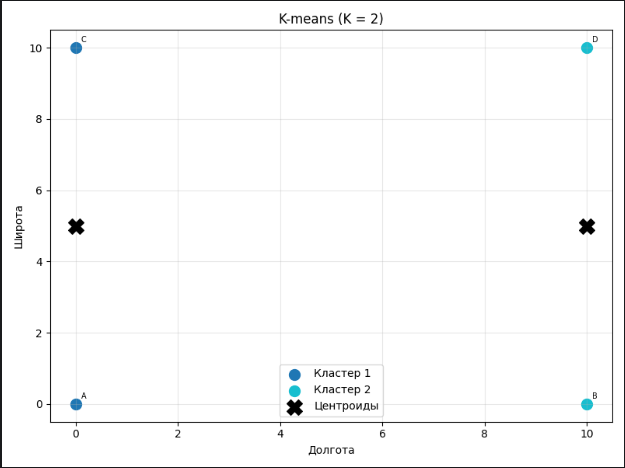 K-means (K = 2)
C
D
10
8
6
4
2
0
Широта
A
B
Кластер 1
Кластер 2
Центроиды
0
2
4
6
8
10
Долгота